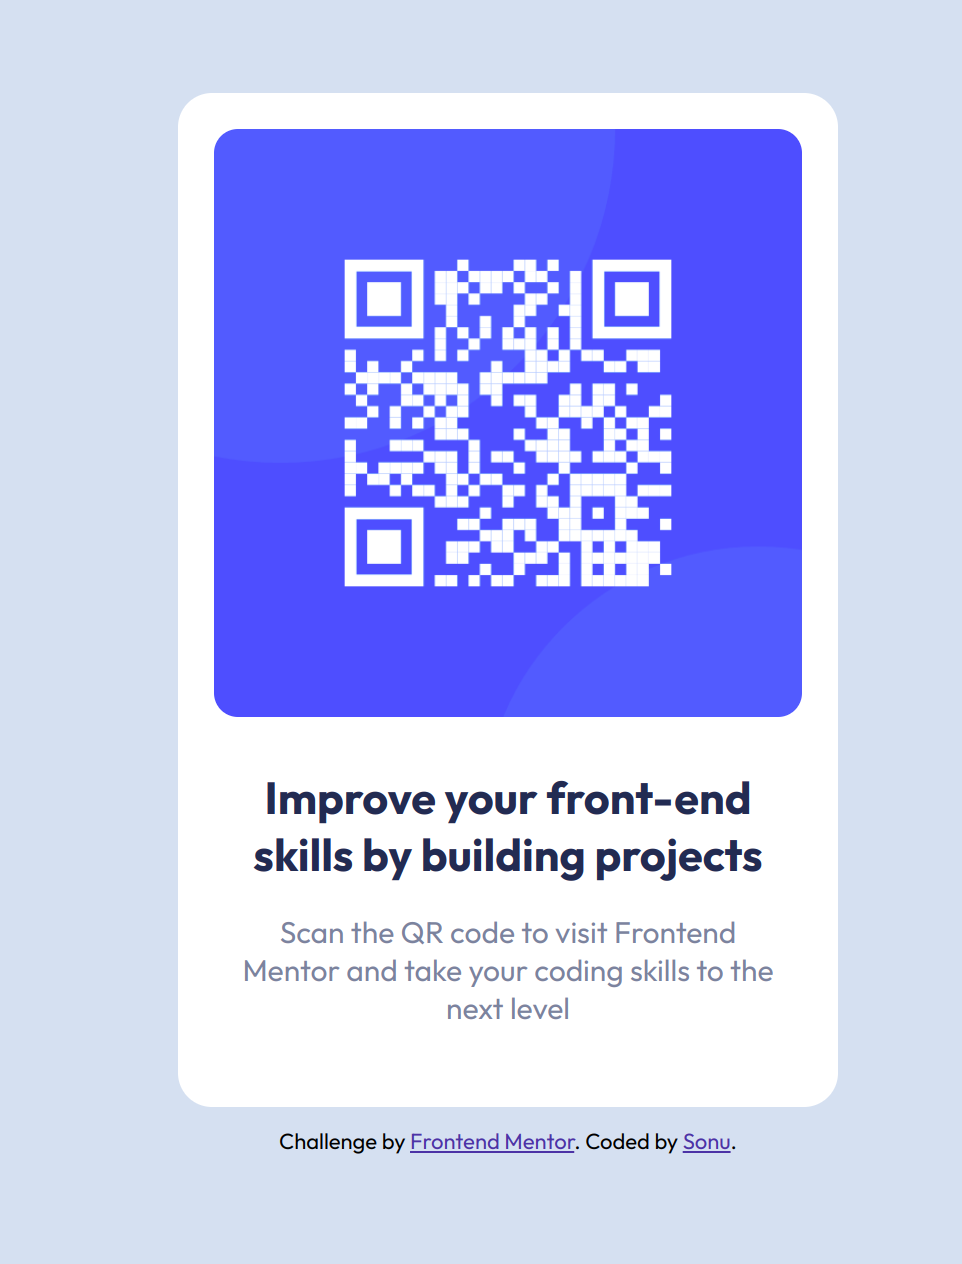 Improve your front-end
skills by building projects
Scan the QR code to visit Frontend
Mentor and take your coding skills to the
next level
Challenge by Frontend Mentor. Coded by Sonu.